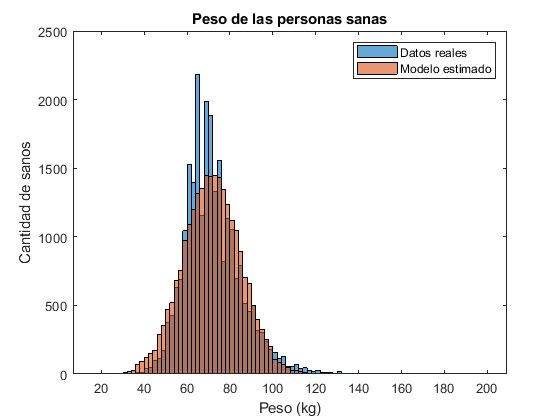 Peso de las personas sanas
Datos reales
Modelo estimado
Cantidad de sanos
2500
2000
1500
1000
500
0
20 40 60 80 100 120 140 160 180 200
Peso (kg)